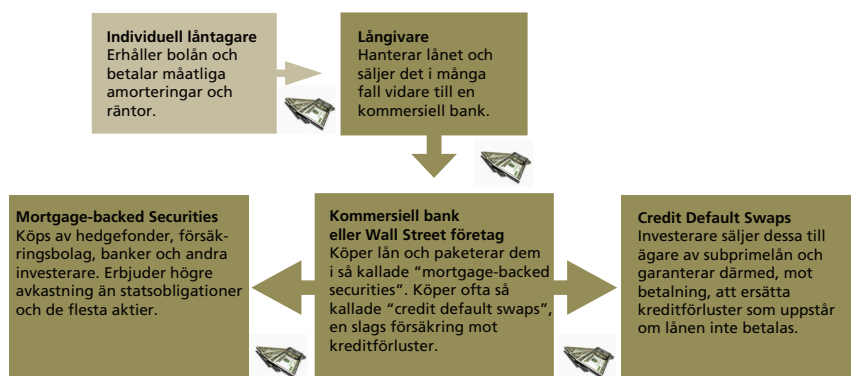 Individuell låntagare
Erhåller bolån och
betalar måatliga
amorteringar och
räntor.
Långivare
Hanterar lånet och
säljer det i många
fall vidare till en
kommersiell bank.
Mortgage-backed Securities
Köps av hedgefonder, försäk-
ringsbolag, banker och andra
investerare. Erbjuder högre
avkastning än statsobligationer
och de flesta aktier.
Kommersiell bank
eller Wall Street företag
Köper lån och paketerar dem
i så kallade “mortgage-backed
securities”. Köper ofta så
kallade “credit default swaps”,
en slags försäkring mot
kreditförluster.
Credit Default Swaps
Investerare säljer dessa till
ägare av subprimelån och
garanterar därmed, mot
betalning, att ersätta
kreditförluster som uppstår
om lånen inte betalas.